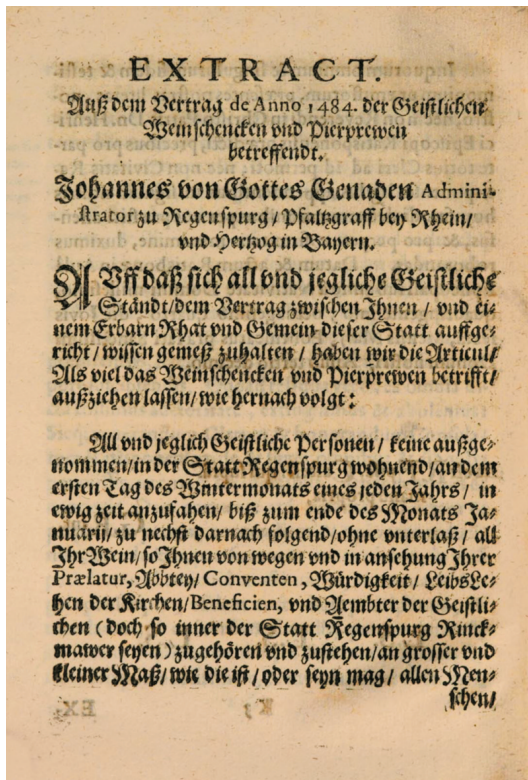 EXTRACT.
Auß dem Vertrag de Anno 1484. der Geistlichen
Weinschencken vnd Pierprewen
betreffendt.
Johannes von Gottes Genaden Admini-
strator zu Regenspurg / Pfaltzgraff bey Rhein /
vnd Hertzog in Bayern.
AVff daß sich all vnd jegliche Geistliche
Ständt / dem Vertrag zwischen Ihnen / vnd ei-
nem Erbarn Rhat vnd Gemein dieser Statt auffge-
richt / wissen gemeß zuhalten / haben wir die Articul /
Als viel das Weinschencken vnd Pierprewen betrifft /
außziehen lassen / wie hernach volgt :
All vnd jeglich Geistliche Personen / keine außge-
nommen / in der Statt Regenspurg wohnend / an dem
ersten Tag des Wintermonats eines jeden Jahrs / in
ewig zeit anzufahen / biß zum ende des Monats Ja-
nuarij / zu nechst darnach folgend / ohne vnterlaß / all
Ihr Wein / so Ihnen von wegen vnd in ansehung Ihrer
Prælatur, Abbtey / Conventen, Würdigkeit / LeibsLe-
hen der Kirchen / Beneficien, vnd Aembter der Geistli-
chen (doch so inner der Statt Regenspurg Rinck-
mawer seyen) zugehören vnd zustehen / an grosser vnd
kleiner Maß / wie die ist / oder seyn mag / allen Men-
schen /